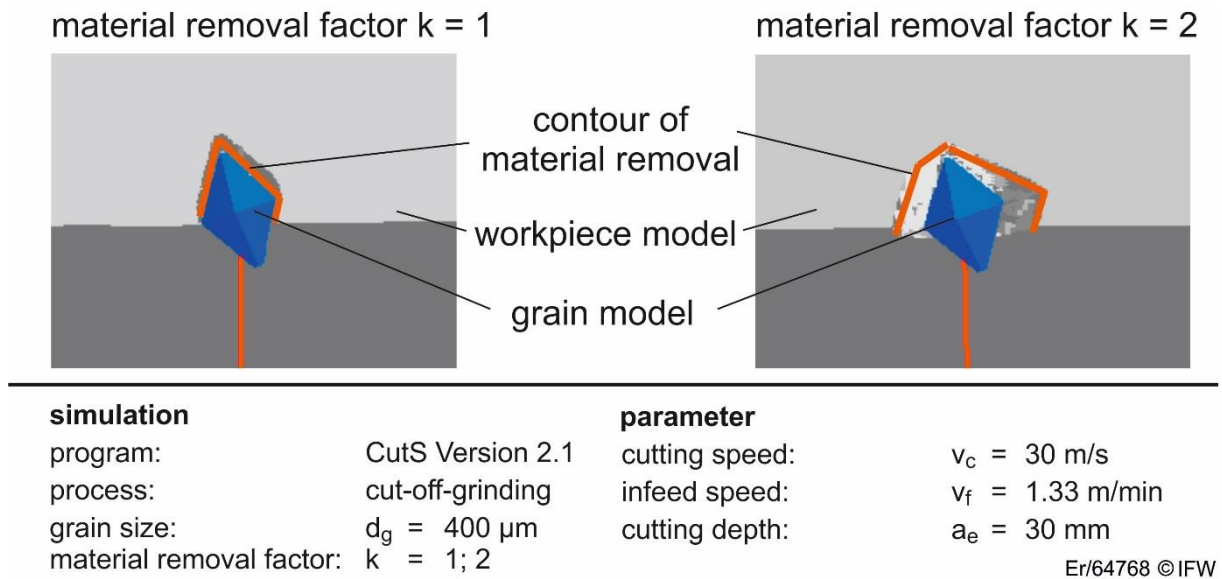 material removal factor k = 1
material removal factor k = 2
contour of
material removal
workpiece model
grain model
simulation
program: CutS Version 2.1
process: cut-off-grinding
grain size: dg = 400 µm
material removal factor: k = 1; 2
parameter
cutting speed: vc = 30 m/s
infeed speed: vf = 1.33 m/min
cutting depth: ae = 30 mm
Er/64768 © IFW